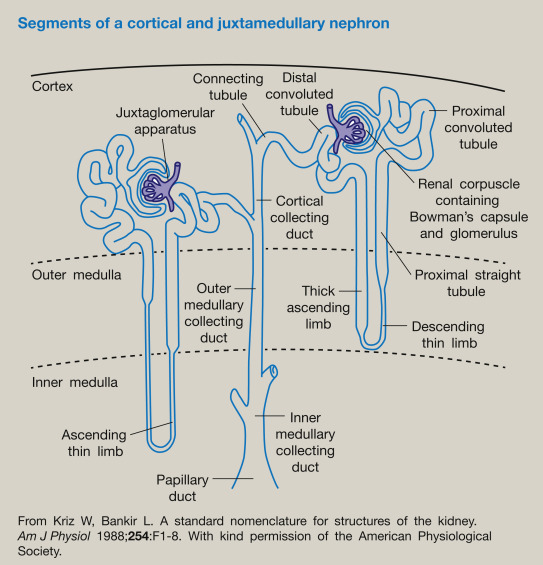 Segments of a cortical and juxtamedullary nephron
Cortex
Connecting
tubule
Distal
convoluted
tubule
Juxtaglomerular
apparatus
Proximal
convoluted
tubule
Renal corpuscle
containing
Bowman's capsule
and glomerulus
Cortical
collecting
duct
Outer medulla
Proximal straight
tubule
Outer
medullary
collecting
duct
Thick
ascending
limb
Descending
thin limb
Inner medulla
Ascending
thin limb
Inner
medullary
collecting
duct
Papillary
duct
From Kriz W, Bankir L. A standard nomenclature for structures of the kidney.
Am J Physiol 1988;254:F1-8. With kind permission of the American Physiological
Society.